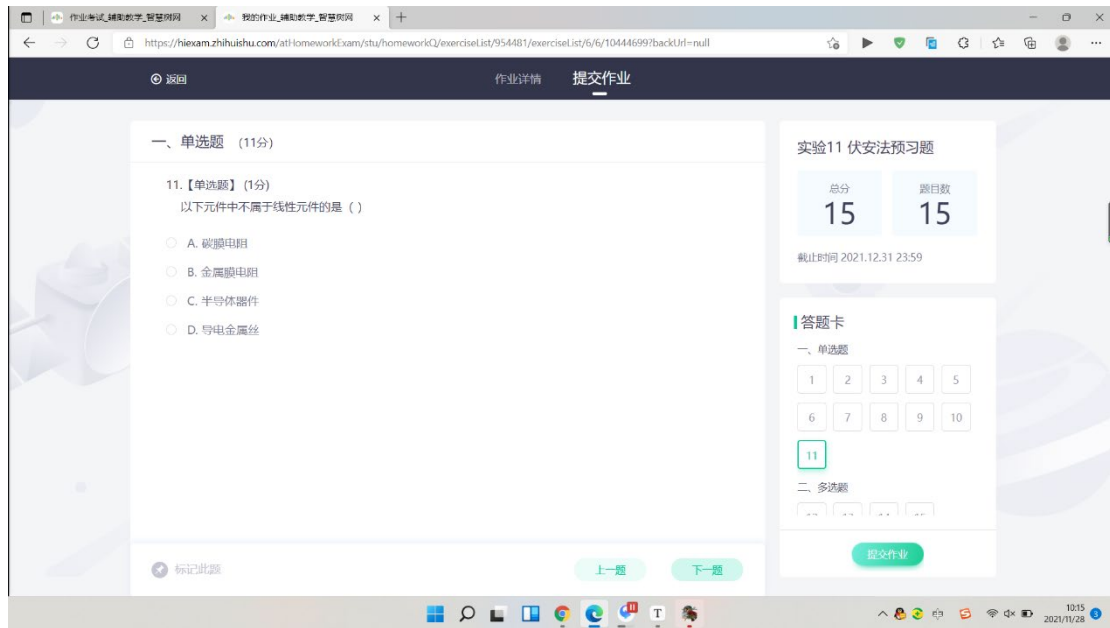 作业考试_辅助教学_智慧树网
我的作业_辅助教学_智慧树网
https://hiexam.zhihuishu.com/atHomeworkExam/stu/homeworkQ/exerciseList/954481/exerciseList/6/6/10444699?backUrl=null
返回
作业详情
提交作业
一、单选题 (11分)
11.【单选题】 (1分)
以下元件中不属于线性元件的是（ ）
A. 碳膜电阻
B. 金属膜电阻
C. 半导体器件
D. 导电金属丝
标记此题
上一题
下一题
实验11 伏安法预习题
总分
题目数
15
15
截止时间 2021.12.31 23:59
答题卡
一、单选题
1 2 3 4 5
6 7 8 9 10
11
二、多选题
提交作业
10:15
2021/11/28
3